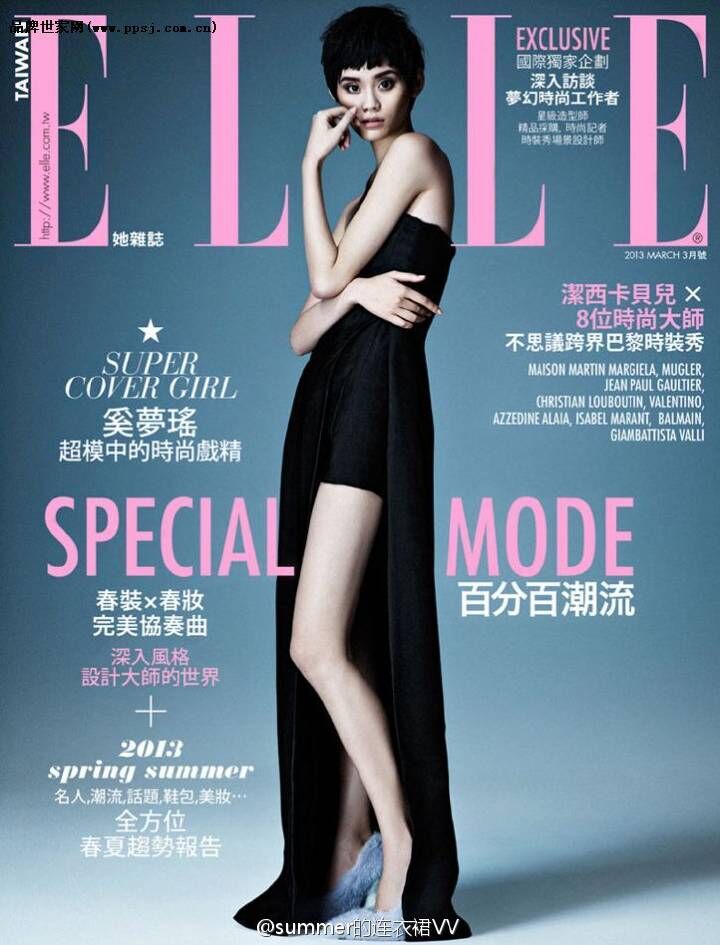 品牌世家网(www.ppsj.com.cn)
TAIWAN
ELLE
http://www.elle.com.tw
她雜誌
EXCLUSIVE
國際獨家企劃
深入訪談
夢幻時尚工作者
星級造型師
精品採購, 時尚記者
時裝秀場景設計師
®
2013 MARCH 3月號
潔西卡貝兒 ×
8位時尚大師
不思議跨界巴黎時裝秀
MAISON MARTIN MARGIELA, MUGLER,
JEAN PAUL GAULTIER,
CHRISTIAN LOUBOUTIN, VALENTINO,
AZZEDINE ALAIA, ISABEL MARANT, BALMAIN,
GIAMBATTISTA VALLI
SUPER
COVER GIRL
奚夢瑤
超模中的時尚戲精
SPECIAL MODE
百分百潮流
春裝×春妝
完美協奏曲
深入風格
設計大師的世界
+
2013
spring summer
名人,潮流,話題,鞋包,美妝…
全方位
春夏趨勢報告
@summer的连衣裙VV